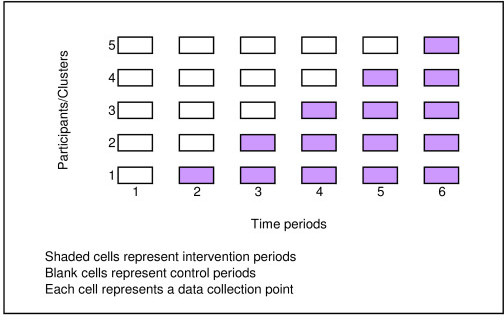 Participants/Clusters
5
4
3
2
1
1 2 3 4 5 6
Time periods
Shaded cells represent intervention periods
Blank cells represent control periods
Each cell represents a data collection point